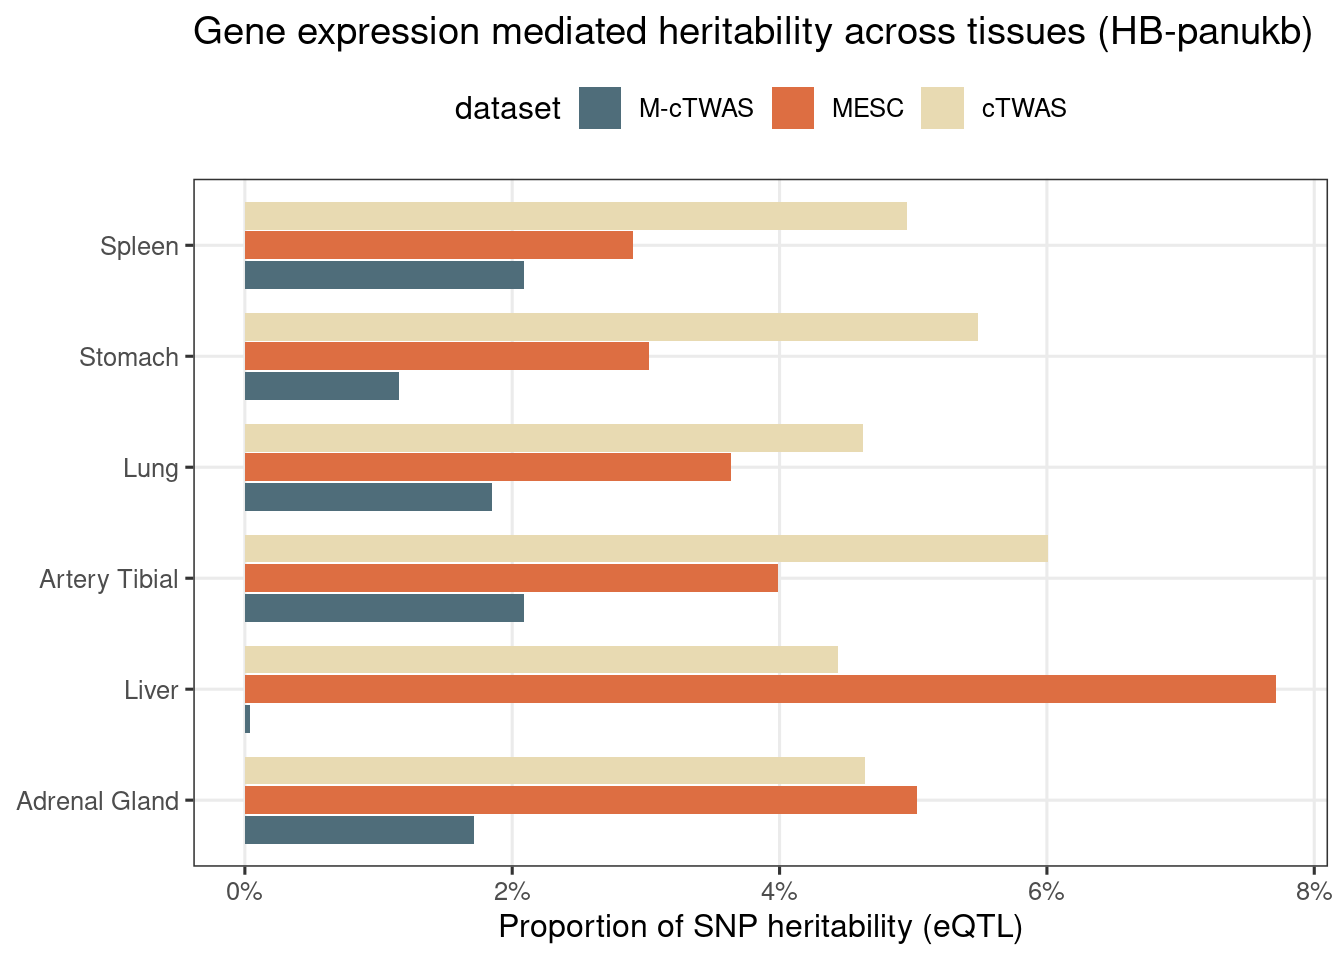 Gene expression mediated heritability across tissues (HB-panukb)
dataset M-cTWAS MESC cTWAS
Spleen
Stomach
Lung
Artery Tibial
Liver
Adrenal Gland
0% 2% 4% 6% 8%
Proportion of SNP heritability (eQTL)